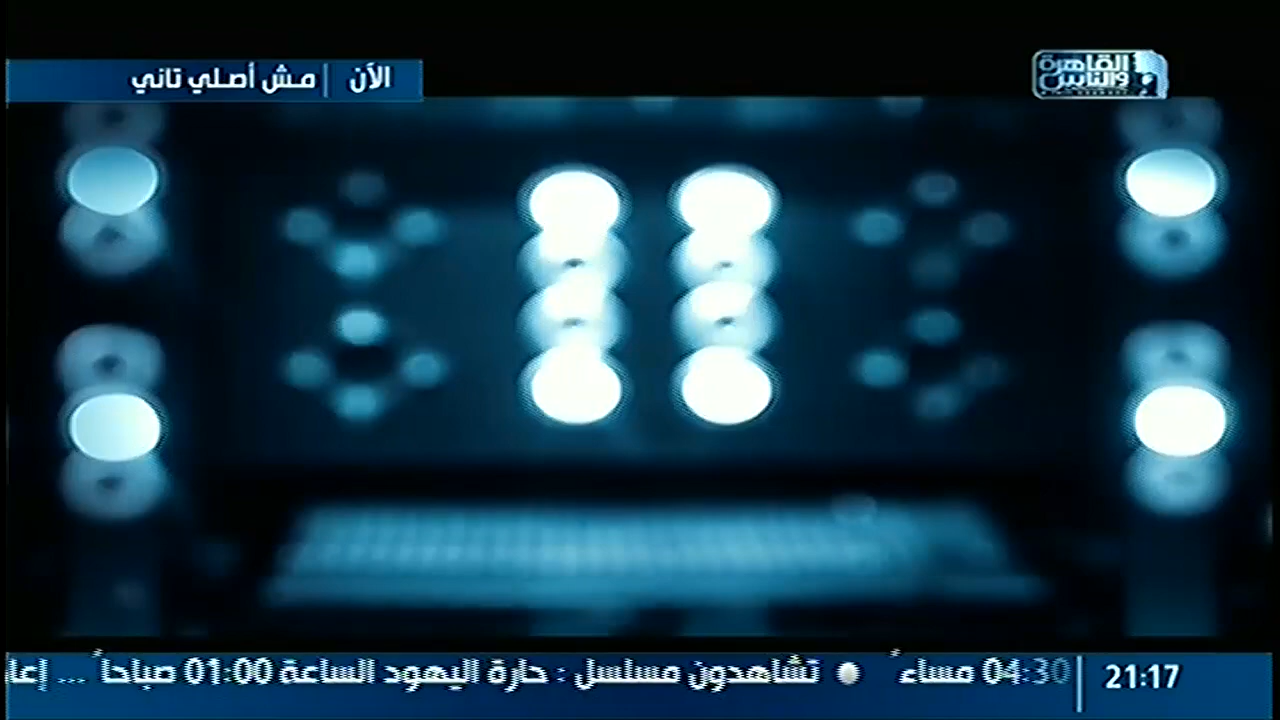 الآن | مش أصلي تاني
القاهرة
والناس
21:17 | 04:30 مساءً ● تشاهدون مسلسل : حارة اليهود الساعة 01:00 صباحاً ...